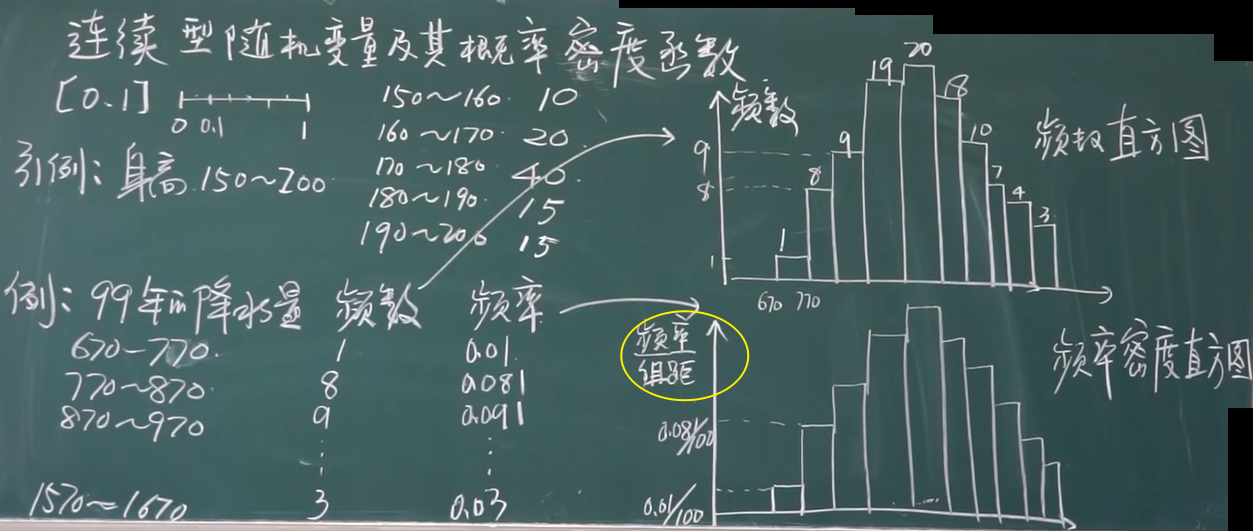 连续型随机变量及其概率密度函数
[0.1]
0 0.1 1
引例: 身高 150~200
150~160 10
160~170 20
170~180 40
180~190 15
190~200 15
例: 99年的降水量 频数 频率
670~770 1 0.01
770~870 8 0.081
870~970 9 0.091
⋮ ⋮
1570~1670 3 0.03
频数
频数直方图
9
8
1
1 8 9 19 20 18 10 7 4 3
670 770
频率
组距
频率密度直方图
0.081/100
0.01/100